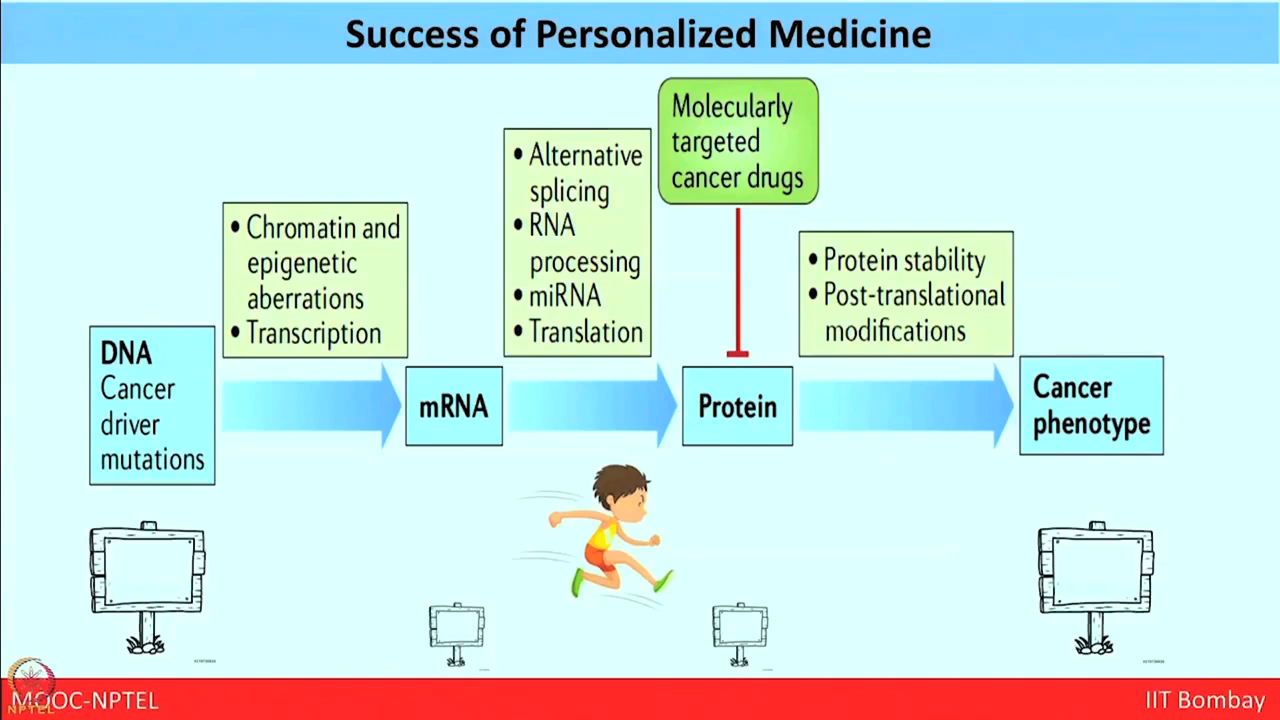 Success of Personalized Medicine
Molecularly
targeted
cancer drugs
• Alternative
splicing
• RNA
processing
• miRNA
• Translation
• Chromatin and
epigenetic
aberrations
• Transcription
• Protein stability
• Post-translational
modifications
DNA
Cancer
driver
mutations
mRNA
Protein
Cancer
phenotype
MOOC-NPTEL
NPTEL
IIT Bombay